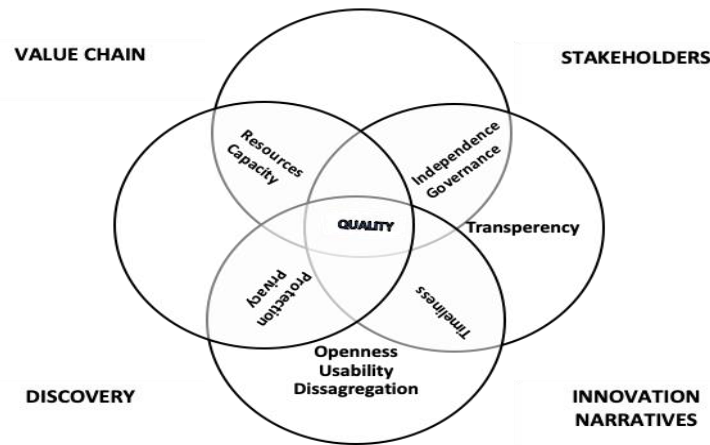 VALUE CHAIN
STAKEHOLDERS
Resources
Capacity
Independence
Governance
QUALITY
Transperency
Protection
Privacy
Timeliness
Openness
Usability
Dissagregation
DISCOVERY
INNOVATION
NARRATIVES